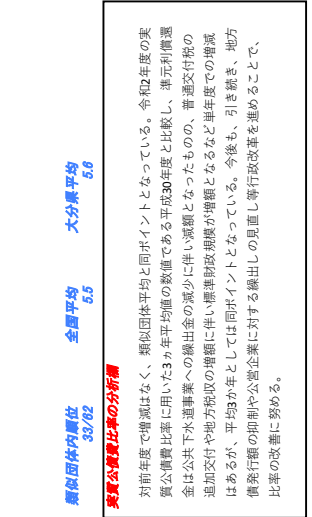 類似団体内順位 全国平均 大分県平均
33/62 5.5 5.6
実質公債費比率の分析欄
対前年度で増減はなく、類似団体平均と同ポイントとなっている。令和2年度の実
質公債費比率に用いた3ヵ年平均値の数値である平成30年度と比較し、準元利償還
金は公共下水道事業への繰出金の減少に伴い減額となったものの、普通交付税の
追加交付や地方税収の増額に伴い標準財政規模が増額となるなど単年度での増減
はあるが、平均3か年としては同ポイントとなっている。今後も、引き続き、地方
債発行額の抑制や公営企業に対する繰出しの見直し等行政改革を進めることで、
比率の改善に努める。